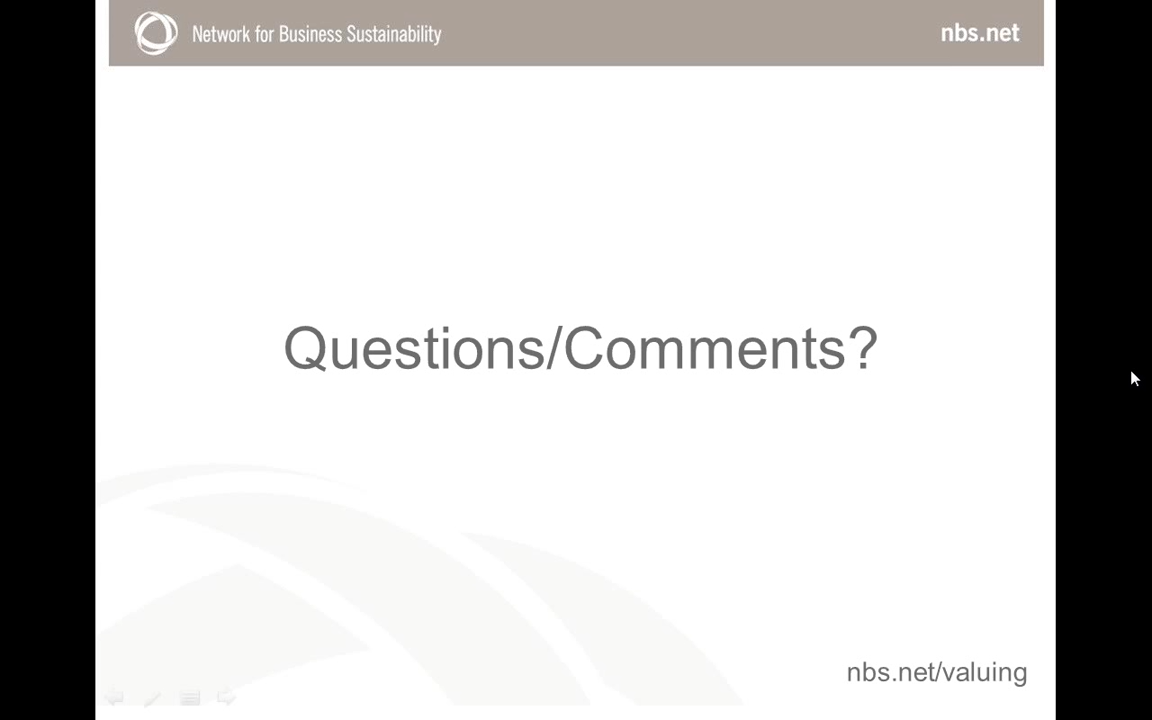 Network for Business Sustainability
nbs.net
Questions/Comments?
nbs.net/valuing